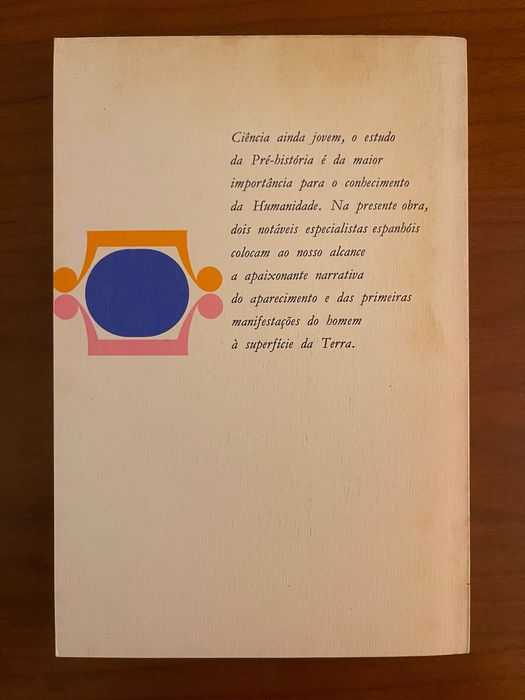 Ciência ainda jovem, o estudo
da Pré-história é da maior
importância para o conhecimento
da Humanidade. Na presente obra,
dois notáveis especialistas espanhóis
colocam ao nosso alcance
a apaixonante narrativa
do aparecimento e das primeiras
manifestações do homem
à superfície da Terra.